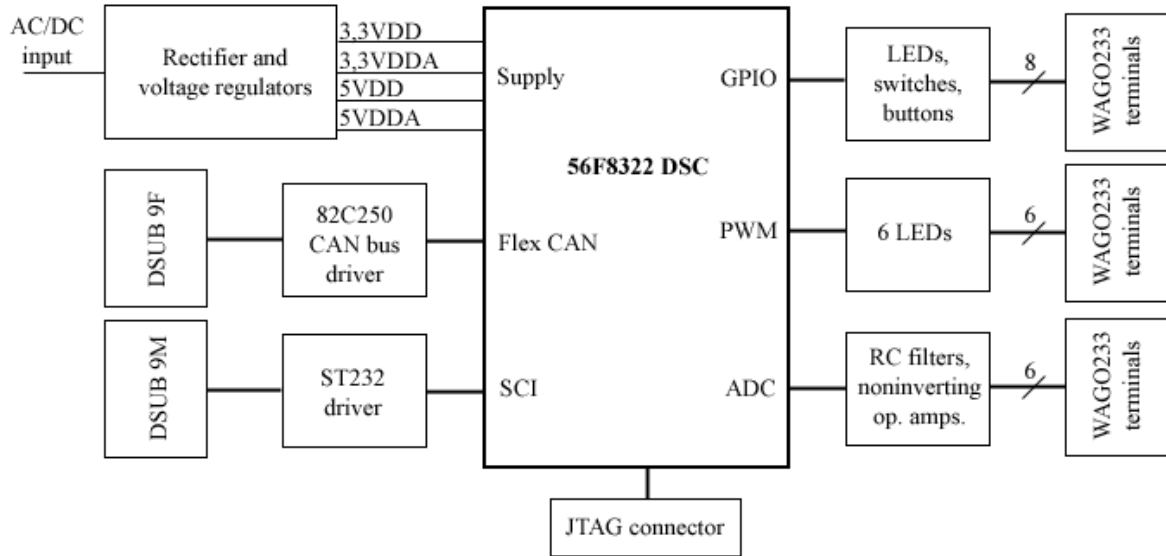 AC/DC
input
Rectifier and
voltage regulators
3,3VDD
3,3VDDA
5VDD
5VDDA
Supply
GPIO
LEDs,
switches,
buttons
8
WAGO233
terminals
56F8322 DSC
DSUB 9F
82C250
CAN bus
driver
Flex CAN
PWM
6 LEDs
6
WAGO233
terminals
DSUB 9M
ST232
driver
SCI
ADC
RC filters,
noninverting
op. amps.
6
WAGO233
terminals
JTAG connector